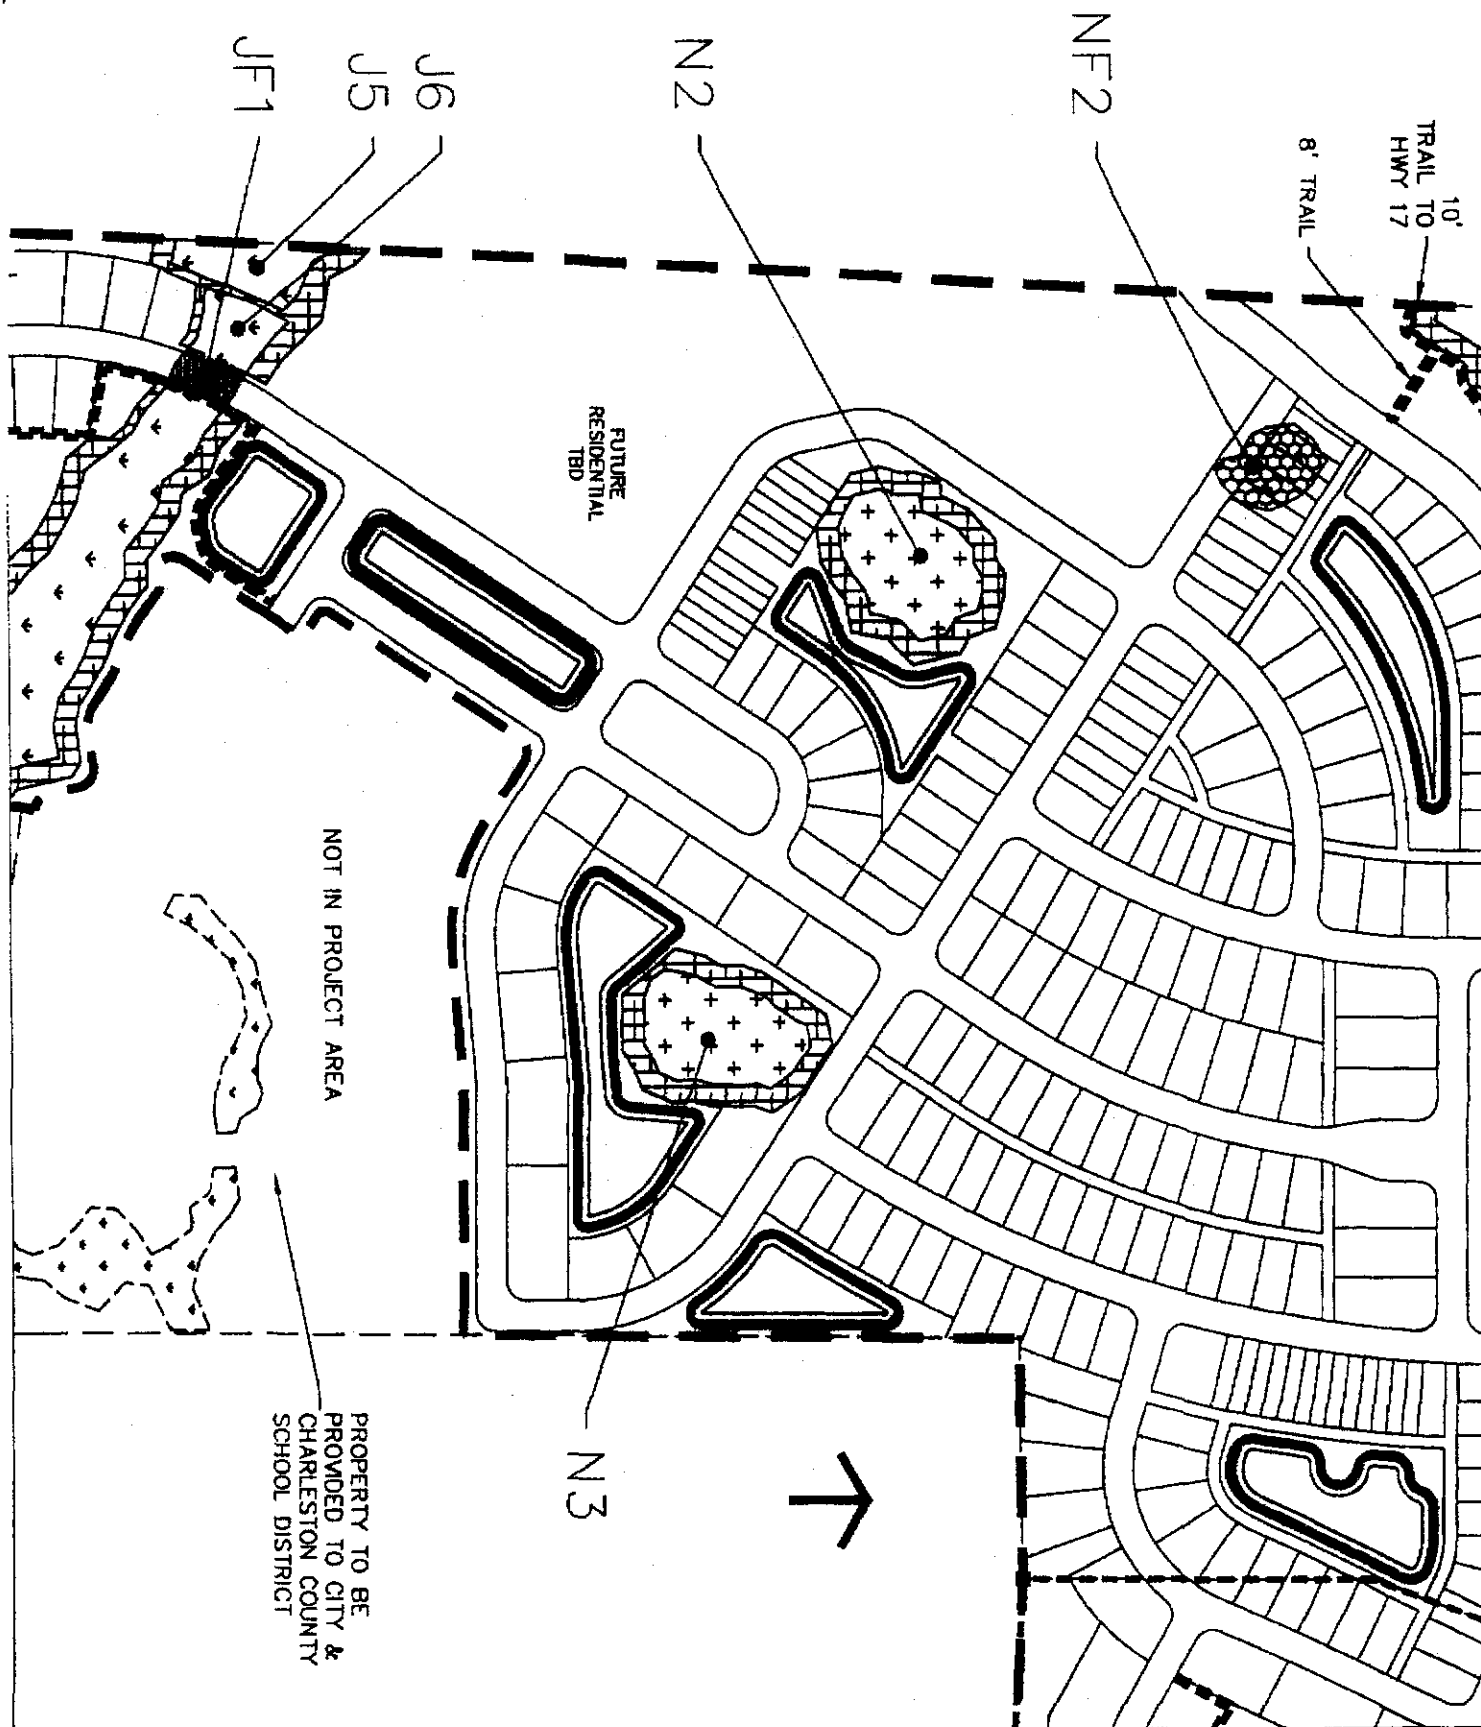 JF1
J5
J6
N2
NF2
10'
TRAIL TO
HWY 17
8' TRAIL
FUTURE
RESIDENTIAL
TBD
NOT IN PROJECT AREA
N3
PROPERTY TO BE
PROVIDED TO CITY &
CHARLESTON COUNTY
SCHOOL DISTRICT